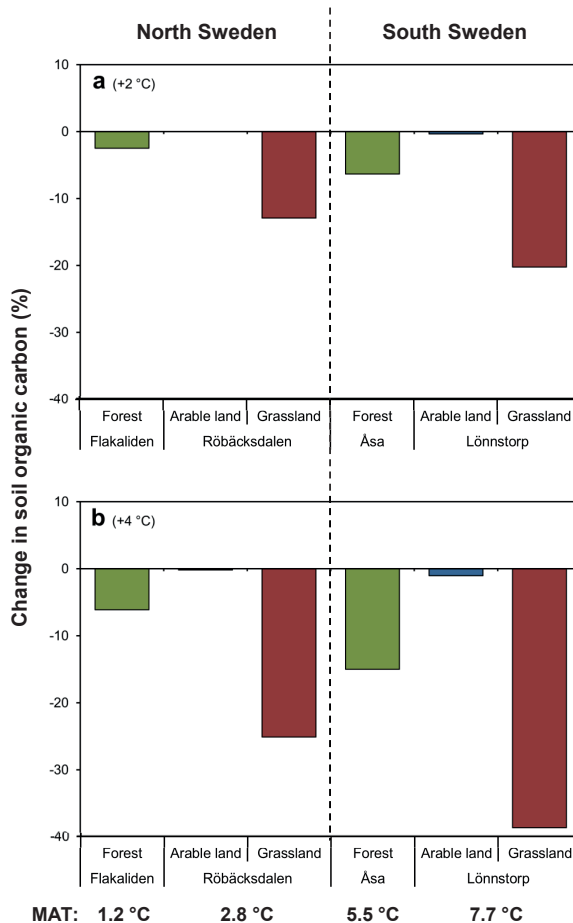 North Sweden South Sweden
Change in soil organic carbon (%)
a (+2 °C)
10
0
-10
-20
-30
-40
Forest Arable land Grassland Forest Arable land Grassland
Flakaliden Röbäcksdalen Åsa Lönnstorp
b (+4 °C)
10
0
-10
-20
-30
-40
Forest Arable land Grassland Forest Arable land Grassland
Flakaliden Röbäcksdalen Åsa Lönnstorp
MAT: 1.2 °C 2.8 °C 5.5 °C 7.7 °C